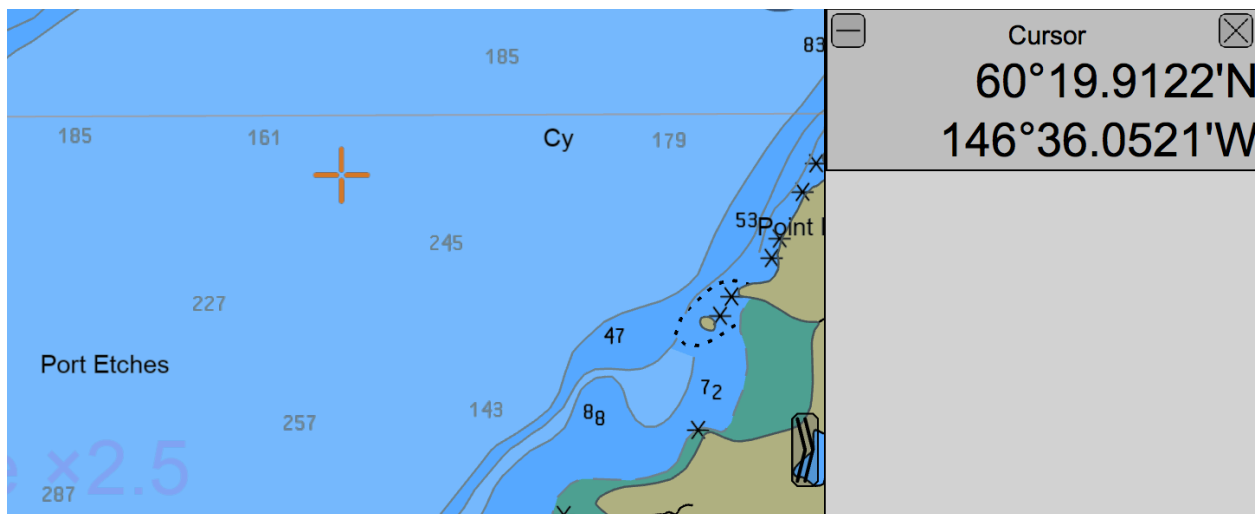 185
83
Cursor
60°19.9122'N
146°36.0521'W
185
161
Cy
179
53
Point
245
227
47
Port Etches
7₂
143
8₈
257
e ×2.5
287